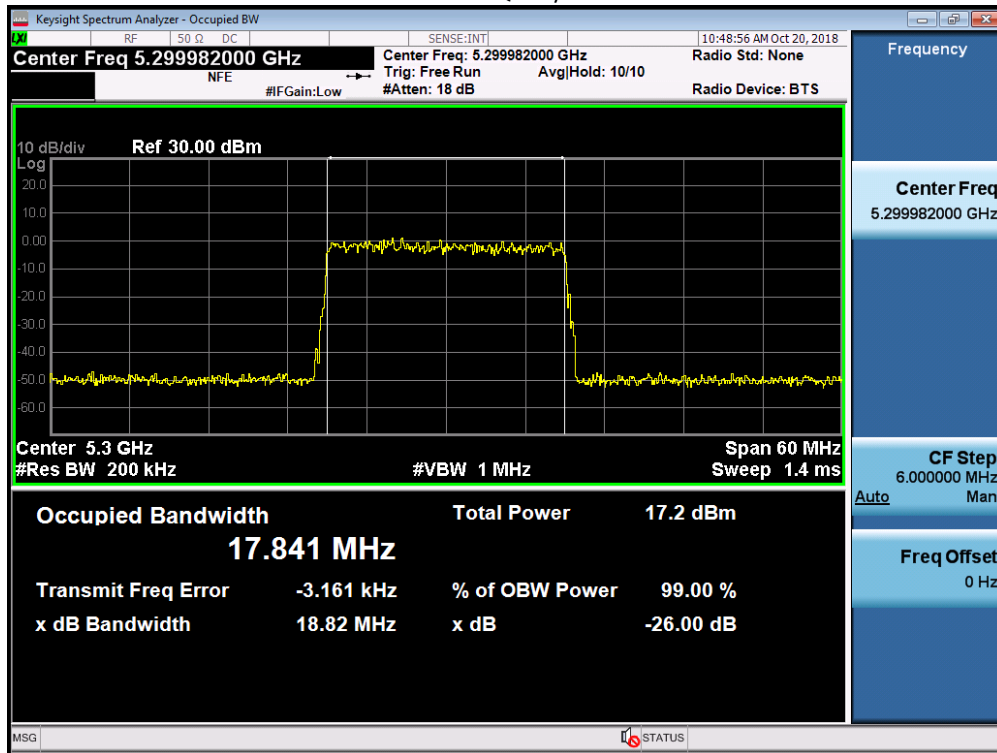 Keysight Spectrum Analyzer - Occupied BW
LXI RF 50 Ω DC SENSE:INT 10:48:56 AM Oct 20, 2018
Center Freq 5.299982000 GHz
NFE
#IFGain:Low
Center Freq: 5.299982000 GHz
Trig: Free Run Avg|Hold: 10/10
#Atten: 18 dB
Radio Std: None
Radio Device: BTS
Frequency
10 dB/div Ref 30.00 dBm
Log
20.0
10.0
0.00
-10.0
-20.0
-30.0
-40.0
-50.0
-60.0
Center 5.3 GHz Span 60 MHz
#Res BW 200 kHz #VBW 1 MHz Sweep 1.4 ms
Center Freq
5.299982000 GHz
CF Step
6.000000 MHz
Auto Man
Freq Offset
0 Hz
Occupied Bandwidth Total Power 17.2 dBm
17.841 MHz
Transmit Freq Error -3.161 kHz % of OBW Power 99.00 %
x dB Bandwidth 18.82 MHz x dB -26.00 dB
MSG STATUS